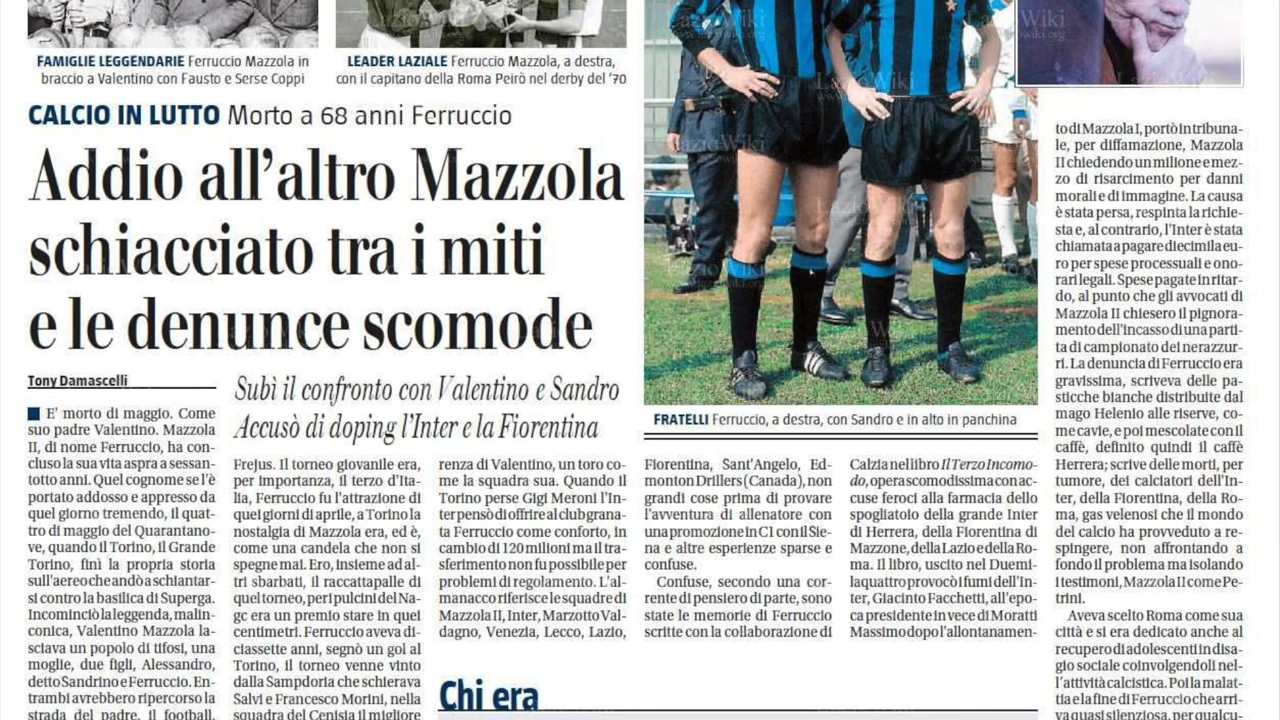 FAMIGLIE LEGGENDARIE Ferruccio Mazzola in
braccio a Valentino con Fausto e Serse Coppi
LEADER LAZIALE Ferruccio Mazzola, a destra,
con il capitano della Roma Peirò nel derby del '70
CALCIO IN LUTTO Morto a 68 anni Ferruccio
Addio all'altro Mazzola
schiacciato tra i miti
e le denunce scomode
Tony Damascelli
Subì il confronto con Valentino e Sandro
Accusò di doping l'Inter e la Fiorentina
FRATELLI Ferruccio, a destra, con Sandro e in alto in panchina
E' morto di maggio. Come
suo padre Valentino. Mazzola
II, di nome Ferruccio, ha con-
cluso la sua vita aspra a sessan-
totto anni. Quel cognome se l'è
portato addosso e appresso da
quel giorno tremendo, il quat-
tro di maggio del Quarantano-
ve, quando il Torino, il Grande
Torino, finì la propria storia
sull'aereo che andò a schiantar-
si contro la basilica di Superga.
Incominciò la leggenda, malin-
conica, Valentino Mazzola la-
sciava un popolo di tifosi, una
moglie, due figli, Alessandro,
detto Sandrino e Ferruccio. En-
trambi avrebbero ripercorso la
strada del padre, il football,
Frejus. Il torneo giovanile era,
per importanza, il terzo d'Ita-
lia, Ferruccio fu l'attrazione di
quei giorni di aprile, a Torino la
nostalgia di Mazzola era, ed è,
come una candela che non si
spegne mai. Ero, insieme ad al-
tri sbarbati, il raccattapalle di
quel torneo, per i pulcini del Na-
gc era un premio stare in quei
centimetri. Ferruccio aveva di-
ciassette anni, segnò un gol al
Torino, il torneo venne vinto
dalla Sampdoria che schierava
Salvi e Francesco Morini, nella
squadra del Cenisia il migliore
renza di Valentino, un toro co-
me la squadra sua. Quando il
Torino perse Gigi Meroni l'In-
ter pensò di offrire al club grana-
ta Ferruccio come conforto, in
cambio di 120 milioni ma il tra-
sferimento non fu possibile per
problemi di regolamento. L'al-
manacco riferisce le squadre di
Mazzola II, Inter, Marzotto Val-
dagno, Venezia, Lecco, Lazio,
Fiorentina, Sant'Angelo, Ed-
monton Drillers (Canada), non
grandi cose prima di provare
l'avventura di allenatore con
una promozione in C1 con il Sie-
na e altre esperienze sparse e
confuse.
Confuse, secondo una cor-
rente di pensiero di parte, sono
state le memorie di Ferruccio
scritte con la collaborazione di
Calzia nel libro Il Terzo Incomo-
do, opera scomodissima con ac-
cuse feroci alla farmacia dello
spogliatoio della grande Inter
di Herrera, della Fiorentina di
Mazzone, della Lazio e della Ro-
ma. Il libro, uscito nel Duemi-
laquattro provocò i fumi dell'In-
ter, Giacinto Facchetti, all'epo-
ca presidente in vece di Moratti
Massimo dopo l'allontanamen-
to di Mazzola I, portò in tribuna-
le, per diffamazione, Mazzola
II chiedendo un milione e mez-
zo di risarcimento per danni
morali e di immagine. La causa
è stata persa, respinta la richie-
sta e, al contrario, l'Inter è stata
chiamata a pagare diecimila eu-
ro per spese processuali e ono-
rari legali. Spese pagate in ritar-
do, al punto che gli avvocati di
Mazzola II chiesero il pignora-
mento dell'incasso di una parti-
ta di campionato dei nerazzur-
ri. La denuncia di Ferruccio era
gravissima, scriveva delle pa-
sticche bianche distribuite dal
mago Helenio alle riserve, co-
me cavie, e poi mescolate con il
caffè, definito quindi il caffè
Herrera; scrive delle morti, per
tumore, dei calciatori dell'In-
ter, della Fiorentina, della Ro-
ma, gas velenosi che il mondo
del calcio ha provveduto a re-
spingere, non affrontando a
fondo il problema ma isolando
i testimoni, Mazzola II come Pe-
trini.
Aveva scelto Roma come sua
città e si era dedicato anche al
recupero di adolescenti in disa-
gio sociale coinvolgendoli nel-
l'attività calcistica. Poi la malat-
tia e la fine di Ferruccio che arri-
va quasi silenziosa, per qualcu-
Chi era